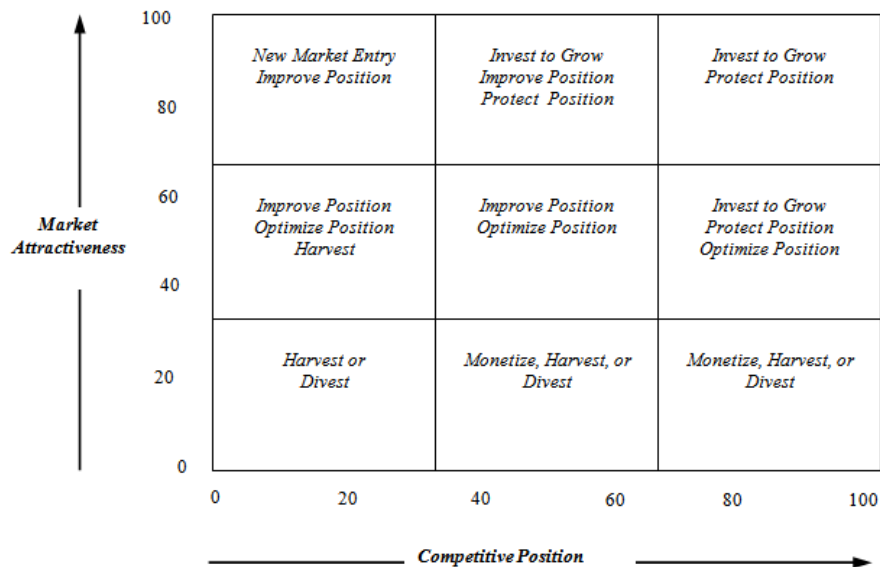 100
New Market Entry
Improve Position
Invest to Grow
Improve Position
Protect Position
Invest to Grow
Protect Position
80
60
Market
Attractiveness
Improve Position
Optimize Position
Harvest
Improve Position
Optimize Position
Invest to Grow
Protect Position
Optimize Position
40
20
Harvest or
Divest
Monetize, Harvest, or
Divest
Monetize, Harvest, or
Divest
0
0 20 40 60 80 100
Competitive Position